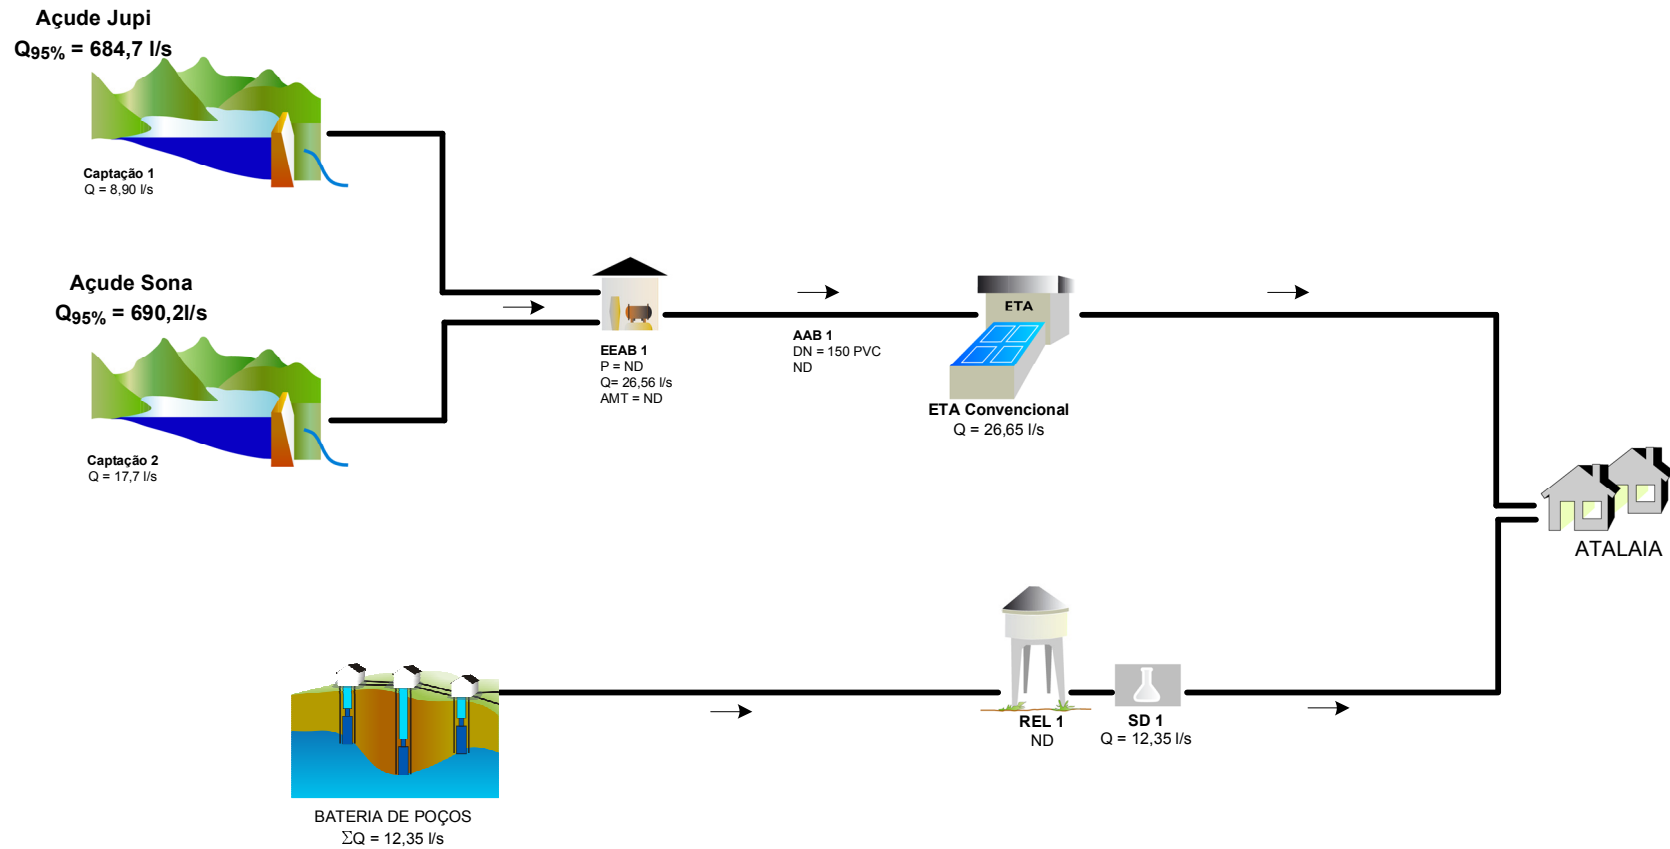 Açude Jupi
Q95% = 684,7 l/s
Captação 1
Q = 8,90 l/s
Açude Sona
Q95% = 690,2l/s
Captação 2
Q = 17,7 l/s
EEAB 1
P = ND
Q= 26,56 l/s
AMT = ND
AAB 1
DN = 150 PVC
ND
ETA
ETA Convencional
Q = 26,65 l/s
ATALAIA
BATERIA DE POÇOS
ΣQ = 12,35 l/s
REL 1
ND
SD 1
Q = 12,35 l/s